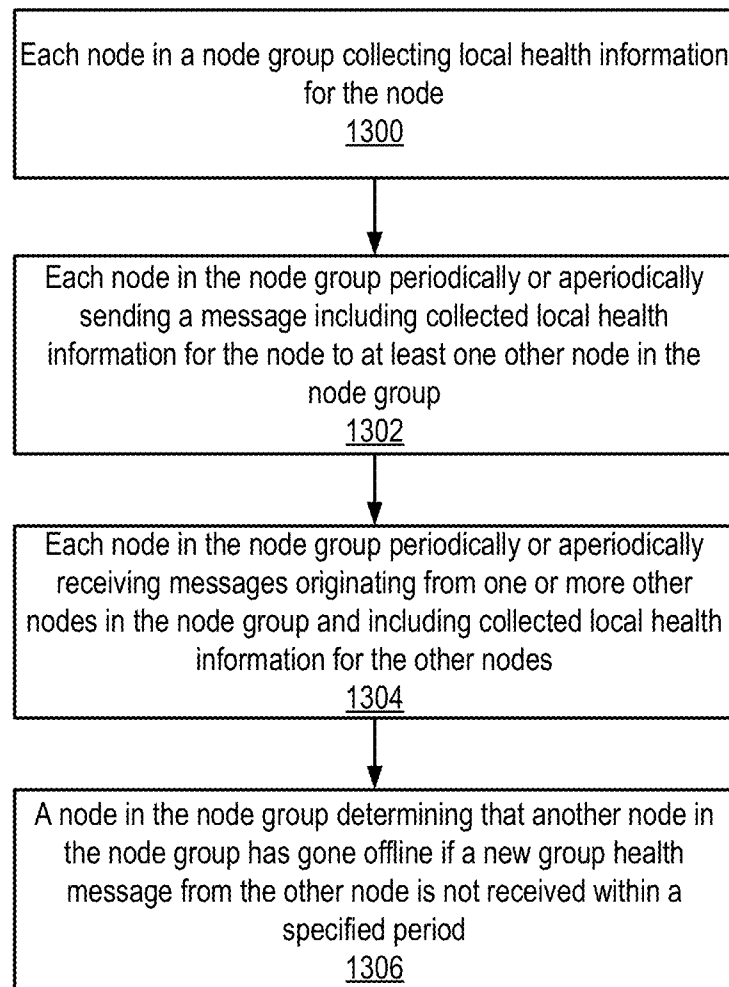 Each node in a node group collecting local health information
for the node
1300
Each node in the node group periodically or aperiodically
sending a message including collected local health
information for the node to at least one other node in the
node group
1302
Each node in the node group periodically or aperiodically
receiving messages originating from one or more other
nodes in the node group and including collected local health
information for the other nodes
1304
A node in the node group determining that another node in
the node group has gone offline if a new group health
message from the other node is not received within a
specified period
1306